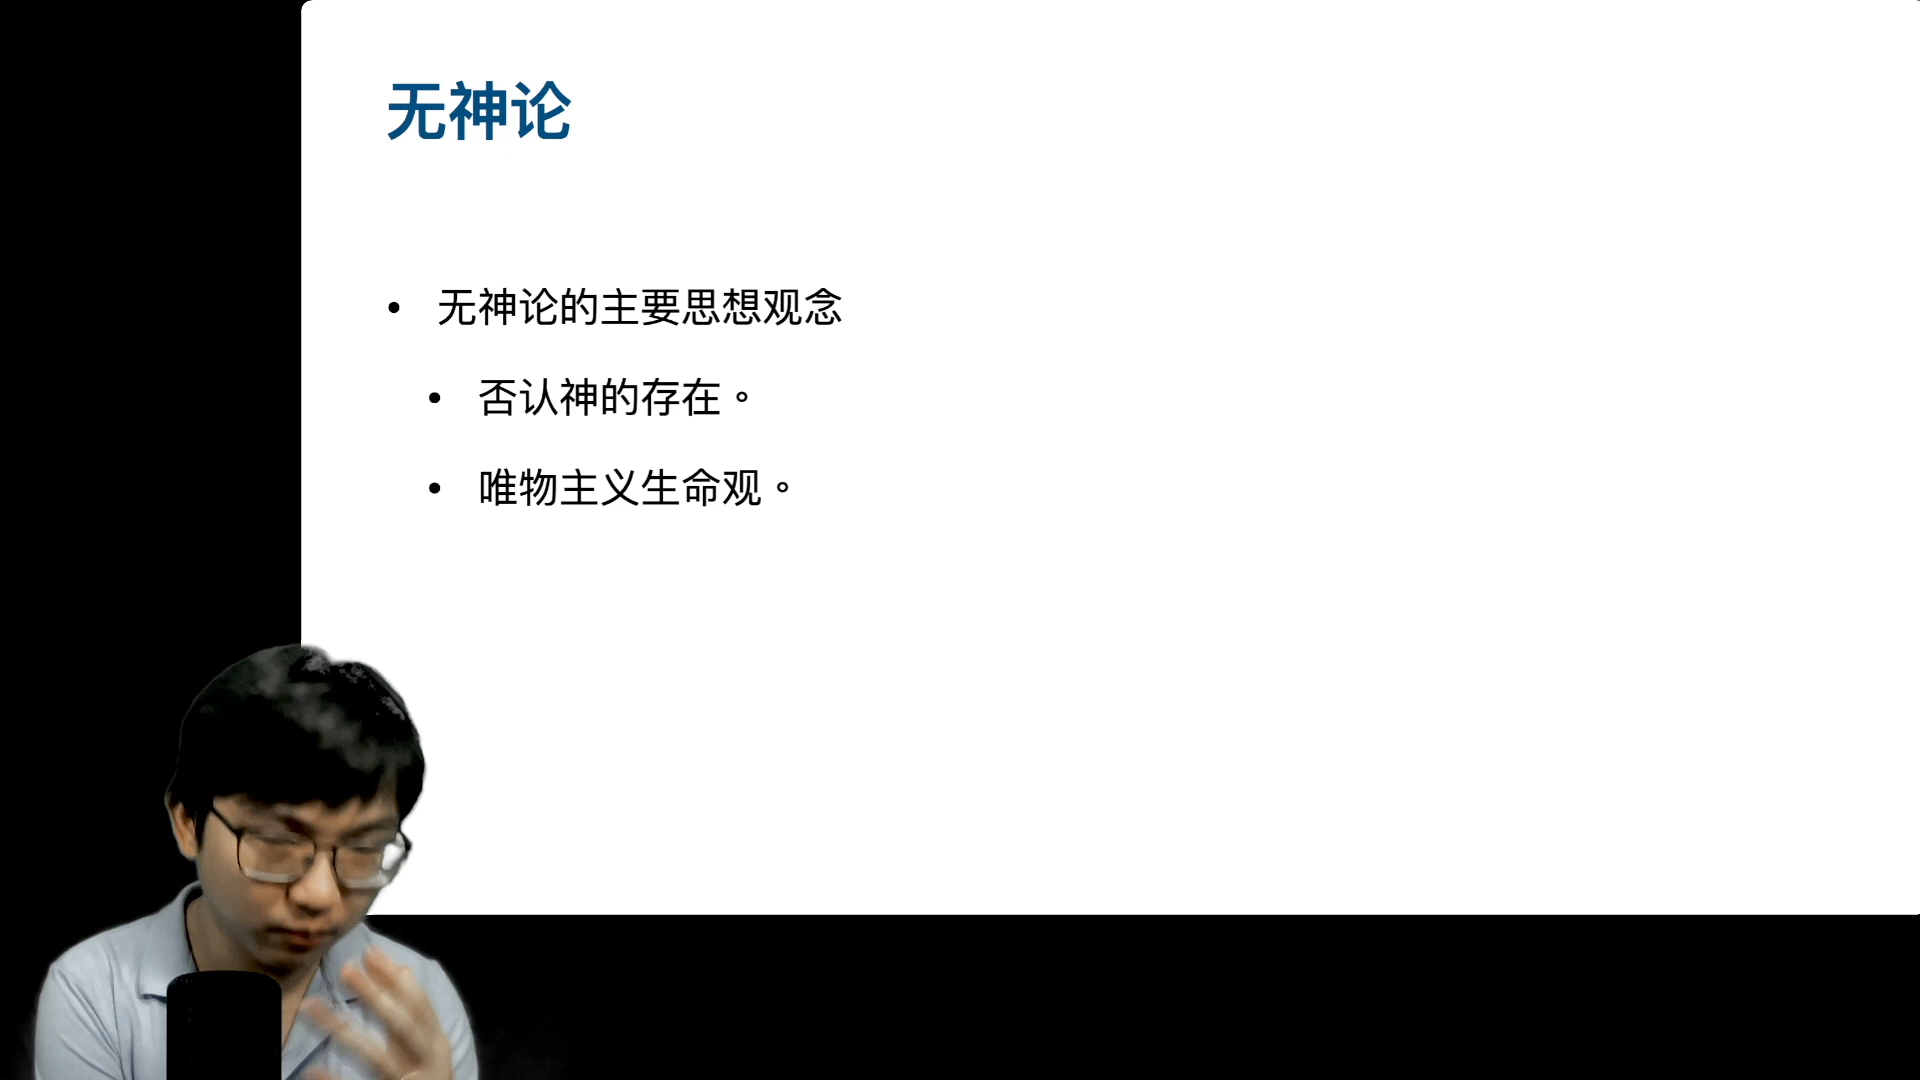 无神论
• 无神论的主要思想观念
• 否认神的存在。
• 唯物主义生命观。